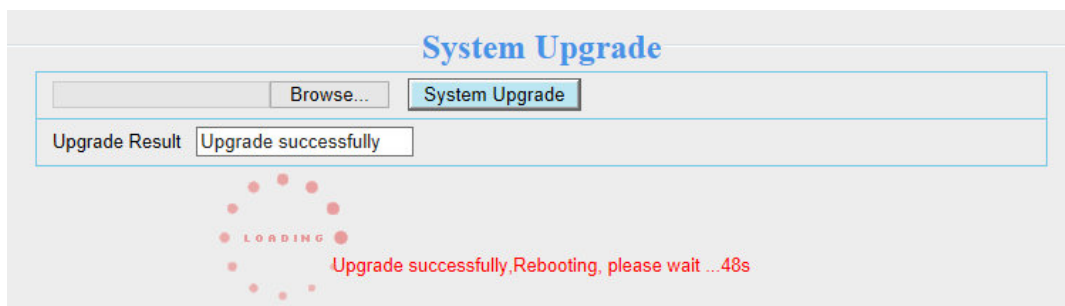 System Upgrade
Browse... System Upgrade
Upgrade Result Upgrade successfully
LOADING
Upgrade successfully,Rebooting, please wait ...48s